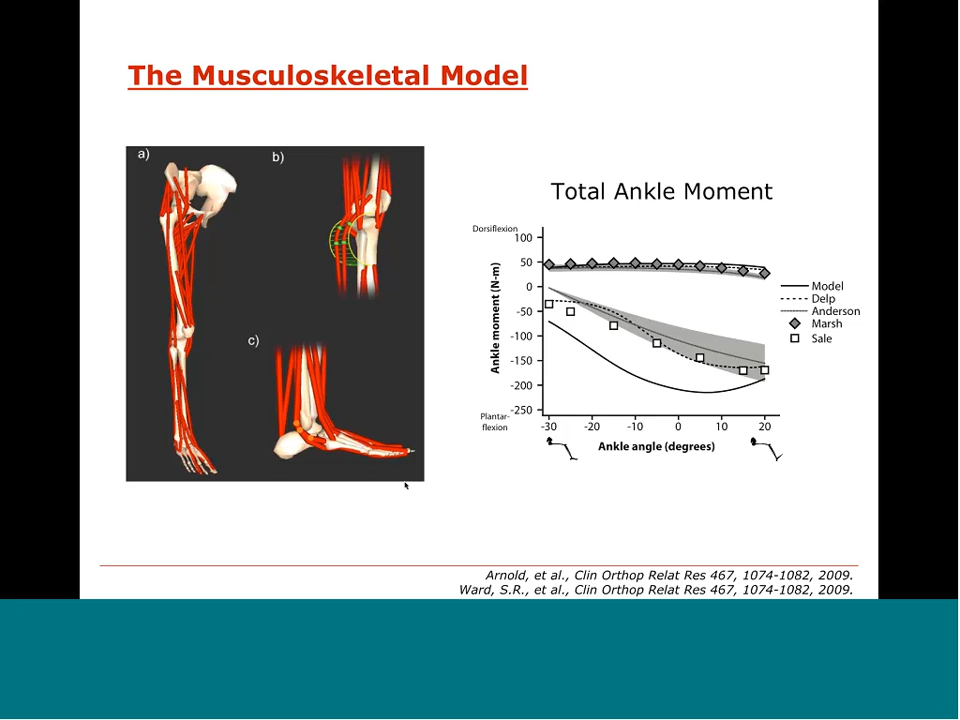 The Musculoskeletal Model
a)
b)
c)
Total Ankle Moment
Dorsiflexion
100
50
0
-50
-100
-150
-200
-250
Ankle moment (N-m)
Plantar-
flexion
-30 -20 -10 0 10 20
Ankle angle (degrees)
Model
Delp
Anderson
Marsh
Sale
Arnold, et al., Clin Orthop Relat Res 467, 1074-1082, 2009.
Ward, S.R., et al., Clin Orthop Relat Res 467, 1074-1082, 2009.